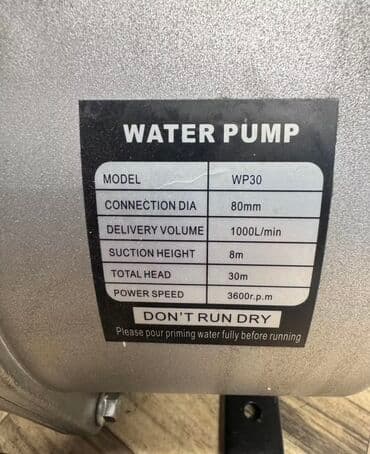 WATER PUMP
MODEL WP30
CONNECTION DIA 80mm
DELIVERY VOLUME 1000L/min
SUCTION HEIGHT 8m
TOTAL HEAD 30m
POWER SPEED 3600r.p.m
DON'T RUN DRY
Please pour priming water fully before running